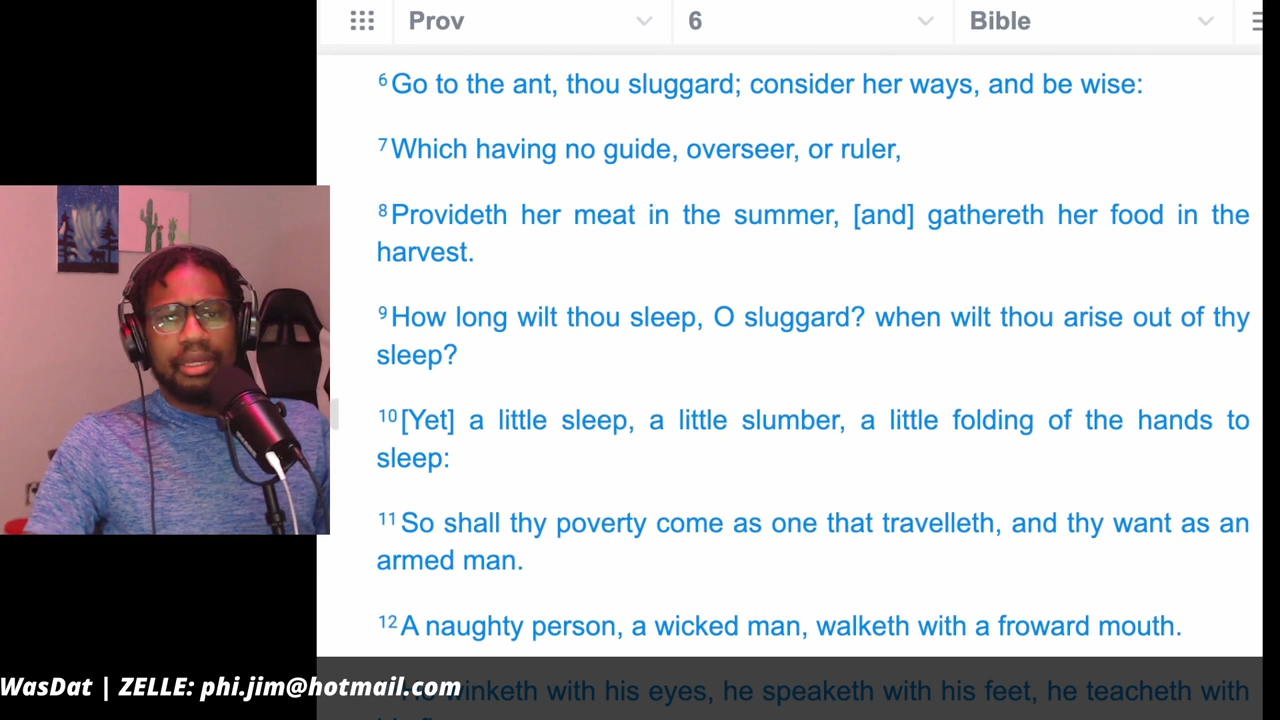 Prov 6 Bible
6 Go to the ant, thou sluggard; consider her ways, and be wise:
7 Which having no guide, overseer, or ruler,
8 Provideth her meat in the summer, [and] gathereth her food in the
harvest.
9 How long wilt thou sleep, O sluggard? when wilt thou arise out of thy
sleep?
10 [Yet] a little sleep, a little slumber, a little folding of the hands to
sleep:
11 So shall thy poverty come as one that travelleth, and thy want as an
armed man.
12 A naughty person, a wicked man, walketh with a froward mouth.
winketh with his eyes, he speaketh with his feet, he teacheth with
WasDat | ZELLE: phi.jim@hotmail.com